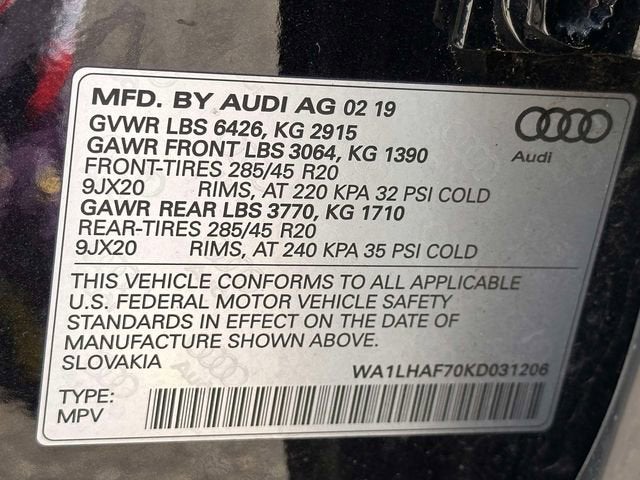 MFD. BY AUDI AG 02 19
GVWR LBS 6426, KG 2915
GAWR FRONT LBS 3064, KG 1390
FRONT-TIRES 285/45 R20
9JX20 RIMS, AT 220 KPA 32 PSI COLD
GAWR REAR LBS 3770, KG 1710
REAR-TIRES 285/45 R20
9JX20 RIMS, AT 240 KPA 35 PSI COLD
Audi
THIS VEHICLE CONFORMS TO ALL APPLICABLE
U.S. FEDERAL MOTOR VEHICLE SAFETY
STANDARDS IN EFFECT ON THE DATE OF
MANUFACTURE SHOWN ABOVE.
SLOVAKIA
WA1LHAF70KD031206
TYPE:
MPV